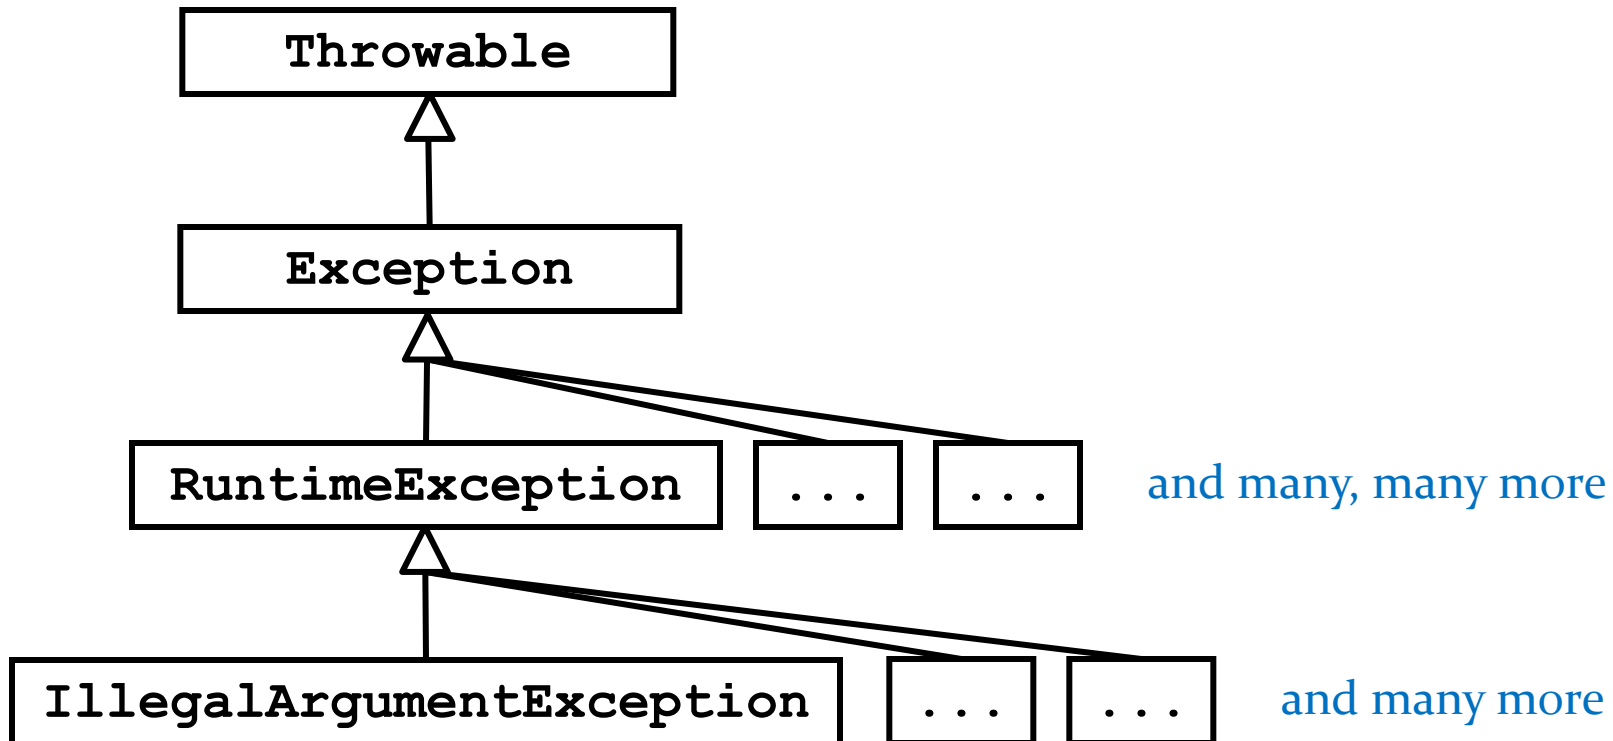 Throwable
Exception
RuntimeException ... ... and many, many more
IllegalArgumentException ... ... and many more